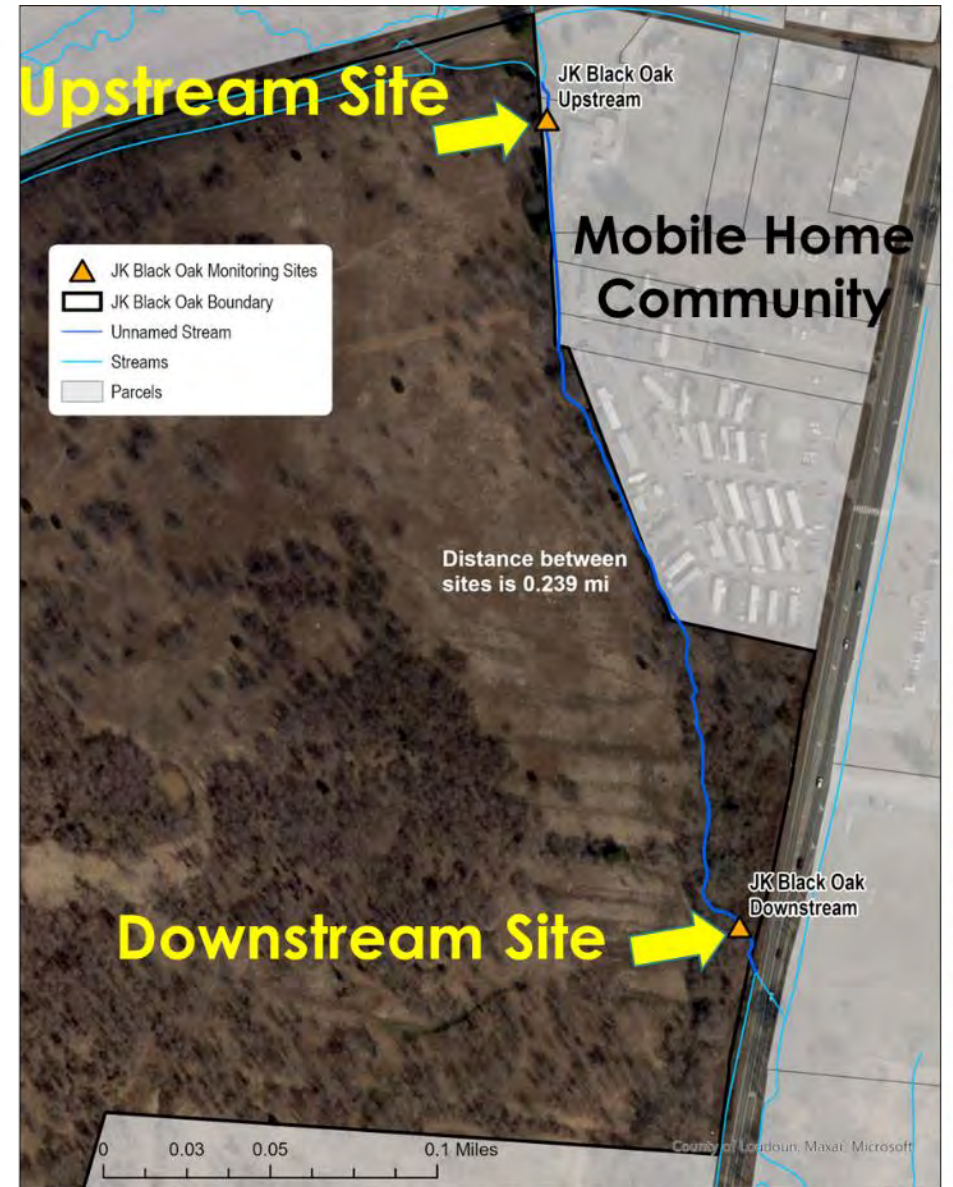 Upstream Site
JK Black Oak
Upstream
Mobile Home
Community
JK Black Oak Monitoring Sites
JK Black Oak Boundary
Unnamed Stream
Streams
Parcels
Distance between
sites is 0.239 mi
JK Black Oak
Downstream
Downstream Site
0 0.03 0.05 0.1 Miles
County of Loudoun, Maxar, Microsoft